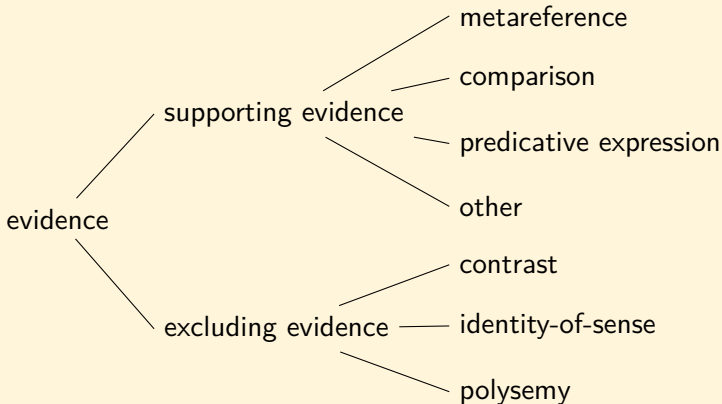 evidence
supporting evidence
metareference
comparison
predicative expression
other
excluding evidence
contrast
identity-of-sense
polysemy